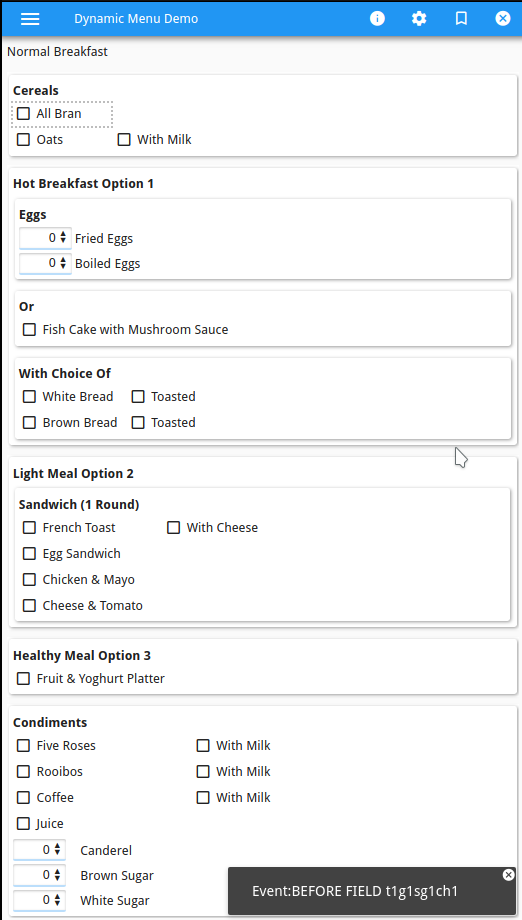 Dynamic Menu Demo
Normal Breakfast
Cereals
All Bran
Oats With Milk
Hot Breakfast Option 1
Eggs
0 Fried Eggs
0 Boiled Eggs
Or
Fish Cake with Mushroom Sauce
With Choice Of
White Bread Toasted
Brown Bread Toasted
Light Meal Option 2
Sandwich (1 Round)
French Toast With Cheese
Egg Sandwich
Chicken & Mayo
Cheese & Tomato
Healthy Meal Option 3
Fruit & Yoghurt Platter
Condiments
Five Roses With Milk
Rooibos With Milk
Coffee With Milk
Juice
0 Canderel
0 Brown Sugar
0 White Sugar
Event:BEFORE FIELD t1g1sg1ch1